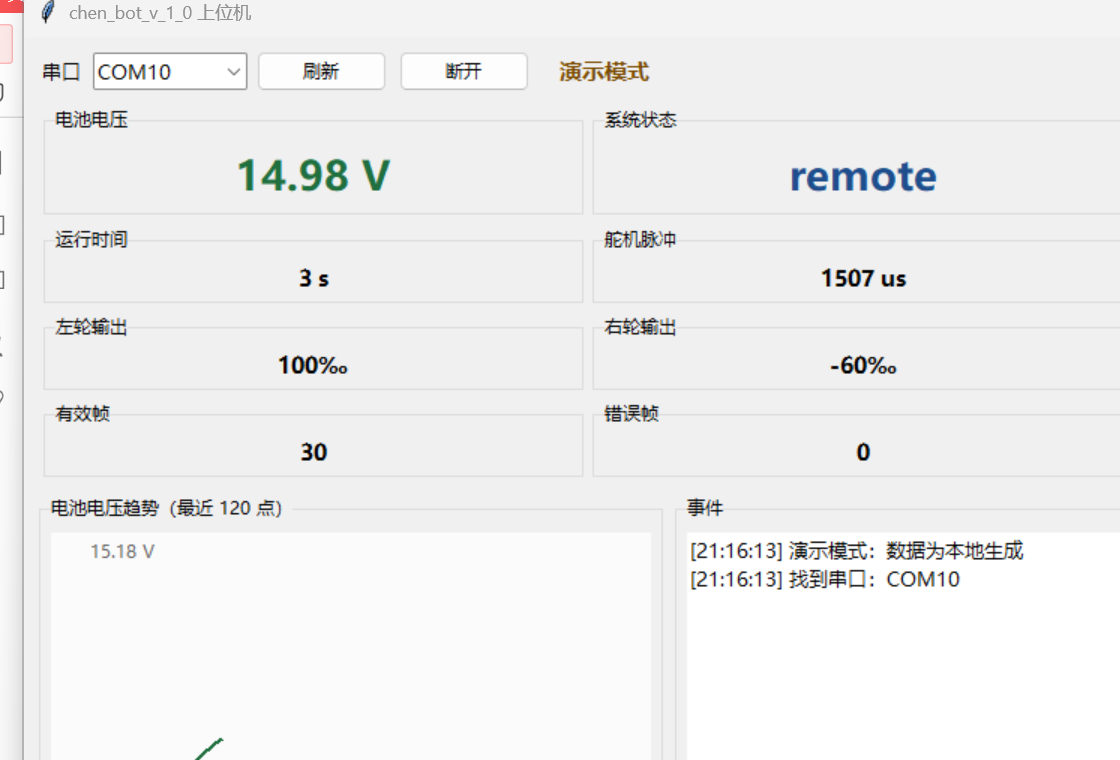 chen_bot_v_1_0 上位机
串口 COM10 刷新 断开 演示模式
电池电压 系统状态
14.98 V remote
运行时间 舵机脉冲
3 s 1507 us
左轮输出 右轮输出
100‰ -60‰
有效帧 错误帧
30 0
电池电压趋势（最近 120 点） 事件
15.18 V
[21:16:13] 演示模式：数据为本地生成
[21:16:13] 找到串口：COM10